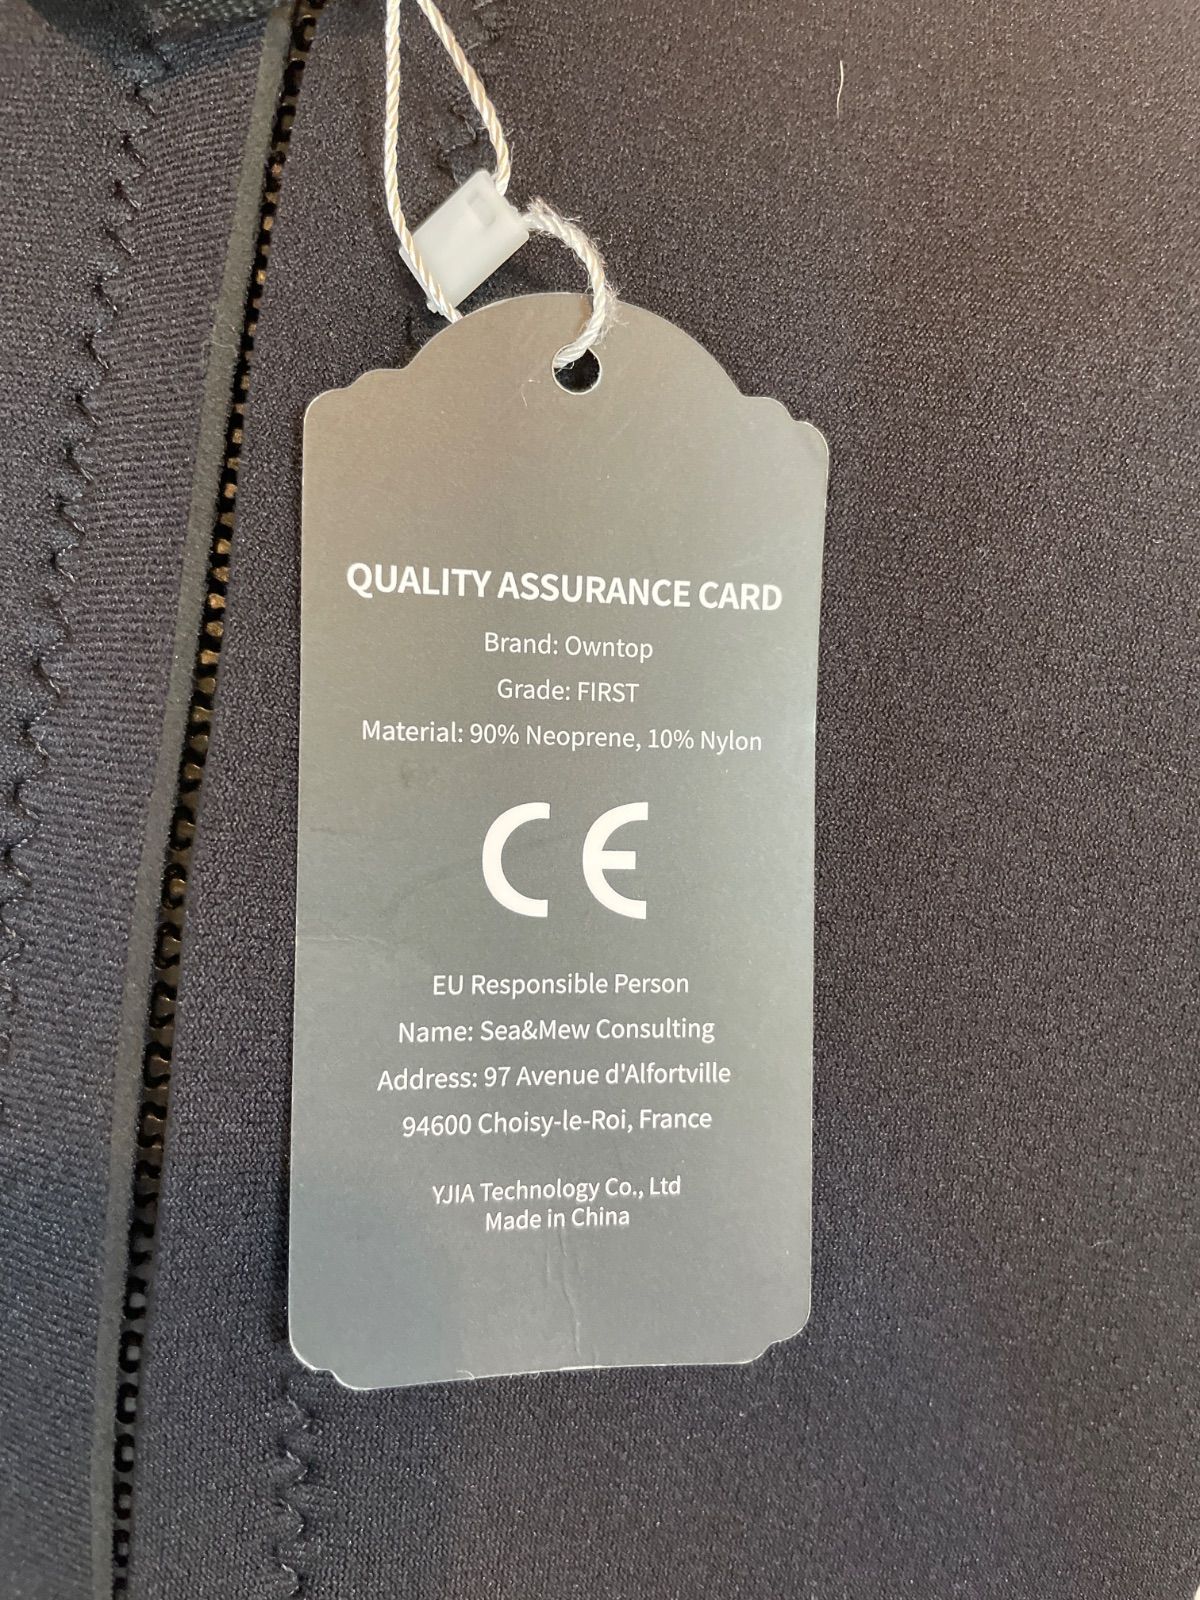 QUALITY ASSURANCE CARD
Brand: Owntop
Grade: FIRST
Material: 90% Neoprene, 10% Nylon
CE
EU Responsible Person
Name: Sea&Mew Consulting
Address: 97 Avenue d'Alfortville
94600 Choisy-le-Roi, France
YJIA Technology Co., Ltd
Made in China